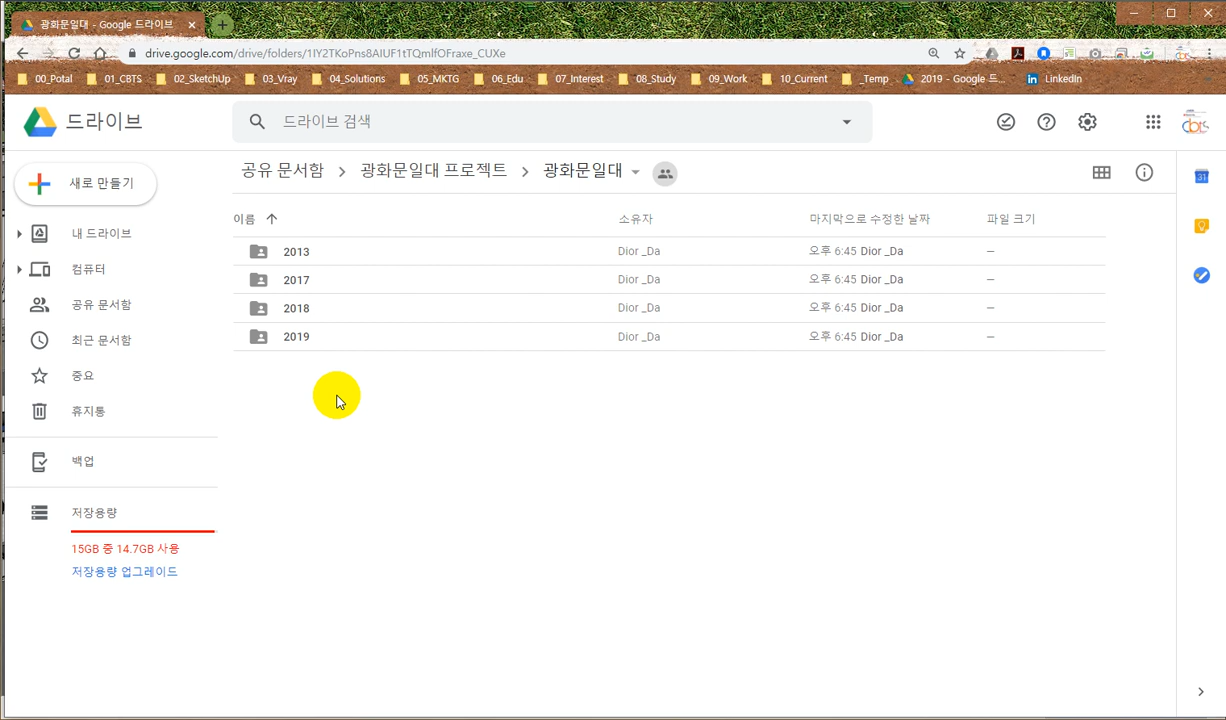 광화문일대 - Google 드라이브
drive.google.com/drive/folders/1IY2TKoPns8AIUF1tTQmlfOFraxe_CUXe
00_Potal 01_CBTS 02_SketchUp 03_Vray 04_Solutions 05_MKTG 06_Edu 07_Interest 08_Study 09_Work 10_Current _Temp 2019 - Google 드... LinkedIn
드라이브
드라이브 검색
새로 만들기
공유 문서함 > 광화문일대 프로젝트 > 광화문일대
이름 소유자 마지막으로 수정한 날짜 파일 크기
2013 Dior _Da 오후 6:45 Dior _Da –
2017 Dior _Da 오후 6:45 Dior _Da –
2018 Dior _Da 오후 6:45 Dior _Da –
2019 Dior _Da 오후 6:45 Dior _Da –
내 드라이브
컴퓨터
공유 문서함
최근 문서함
중요
휴지통
백업
저장용량
15GB 중 14.7GB 사용
저장용량 업그레이드
31
cbts